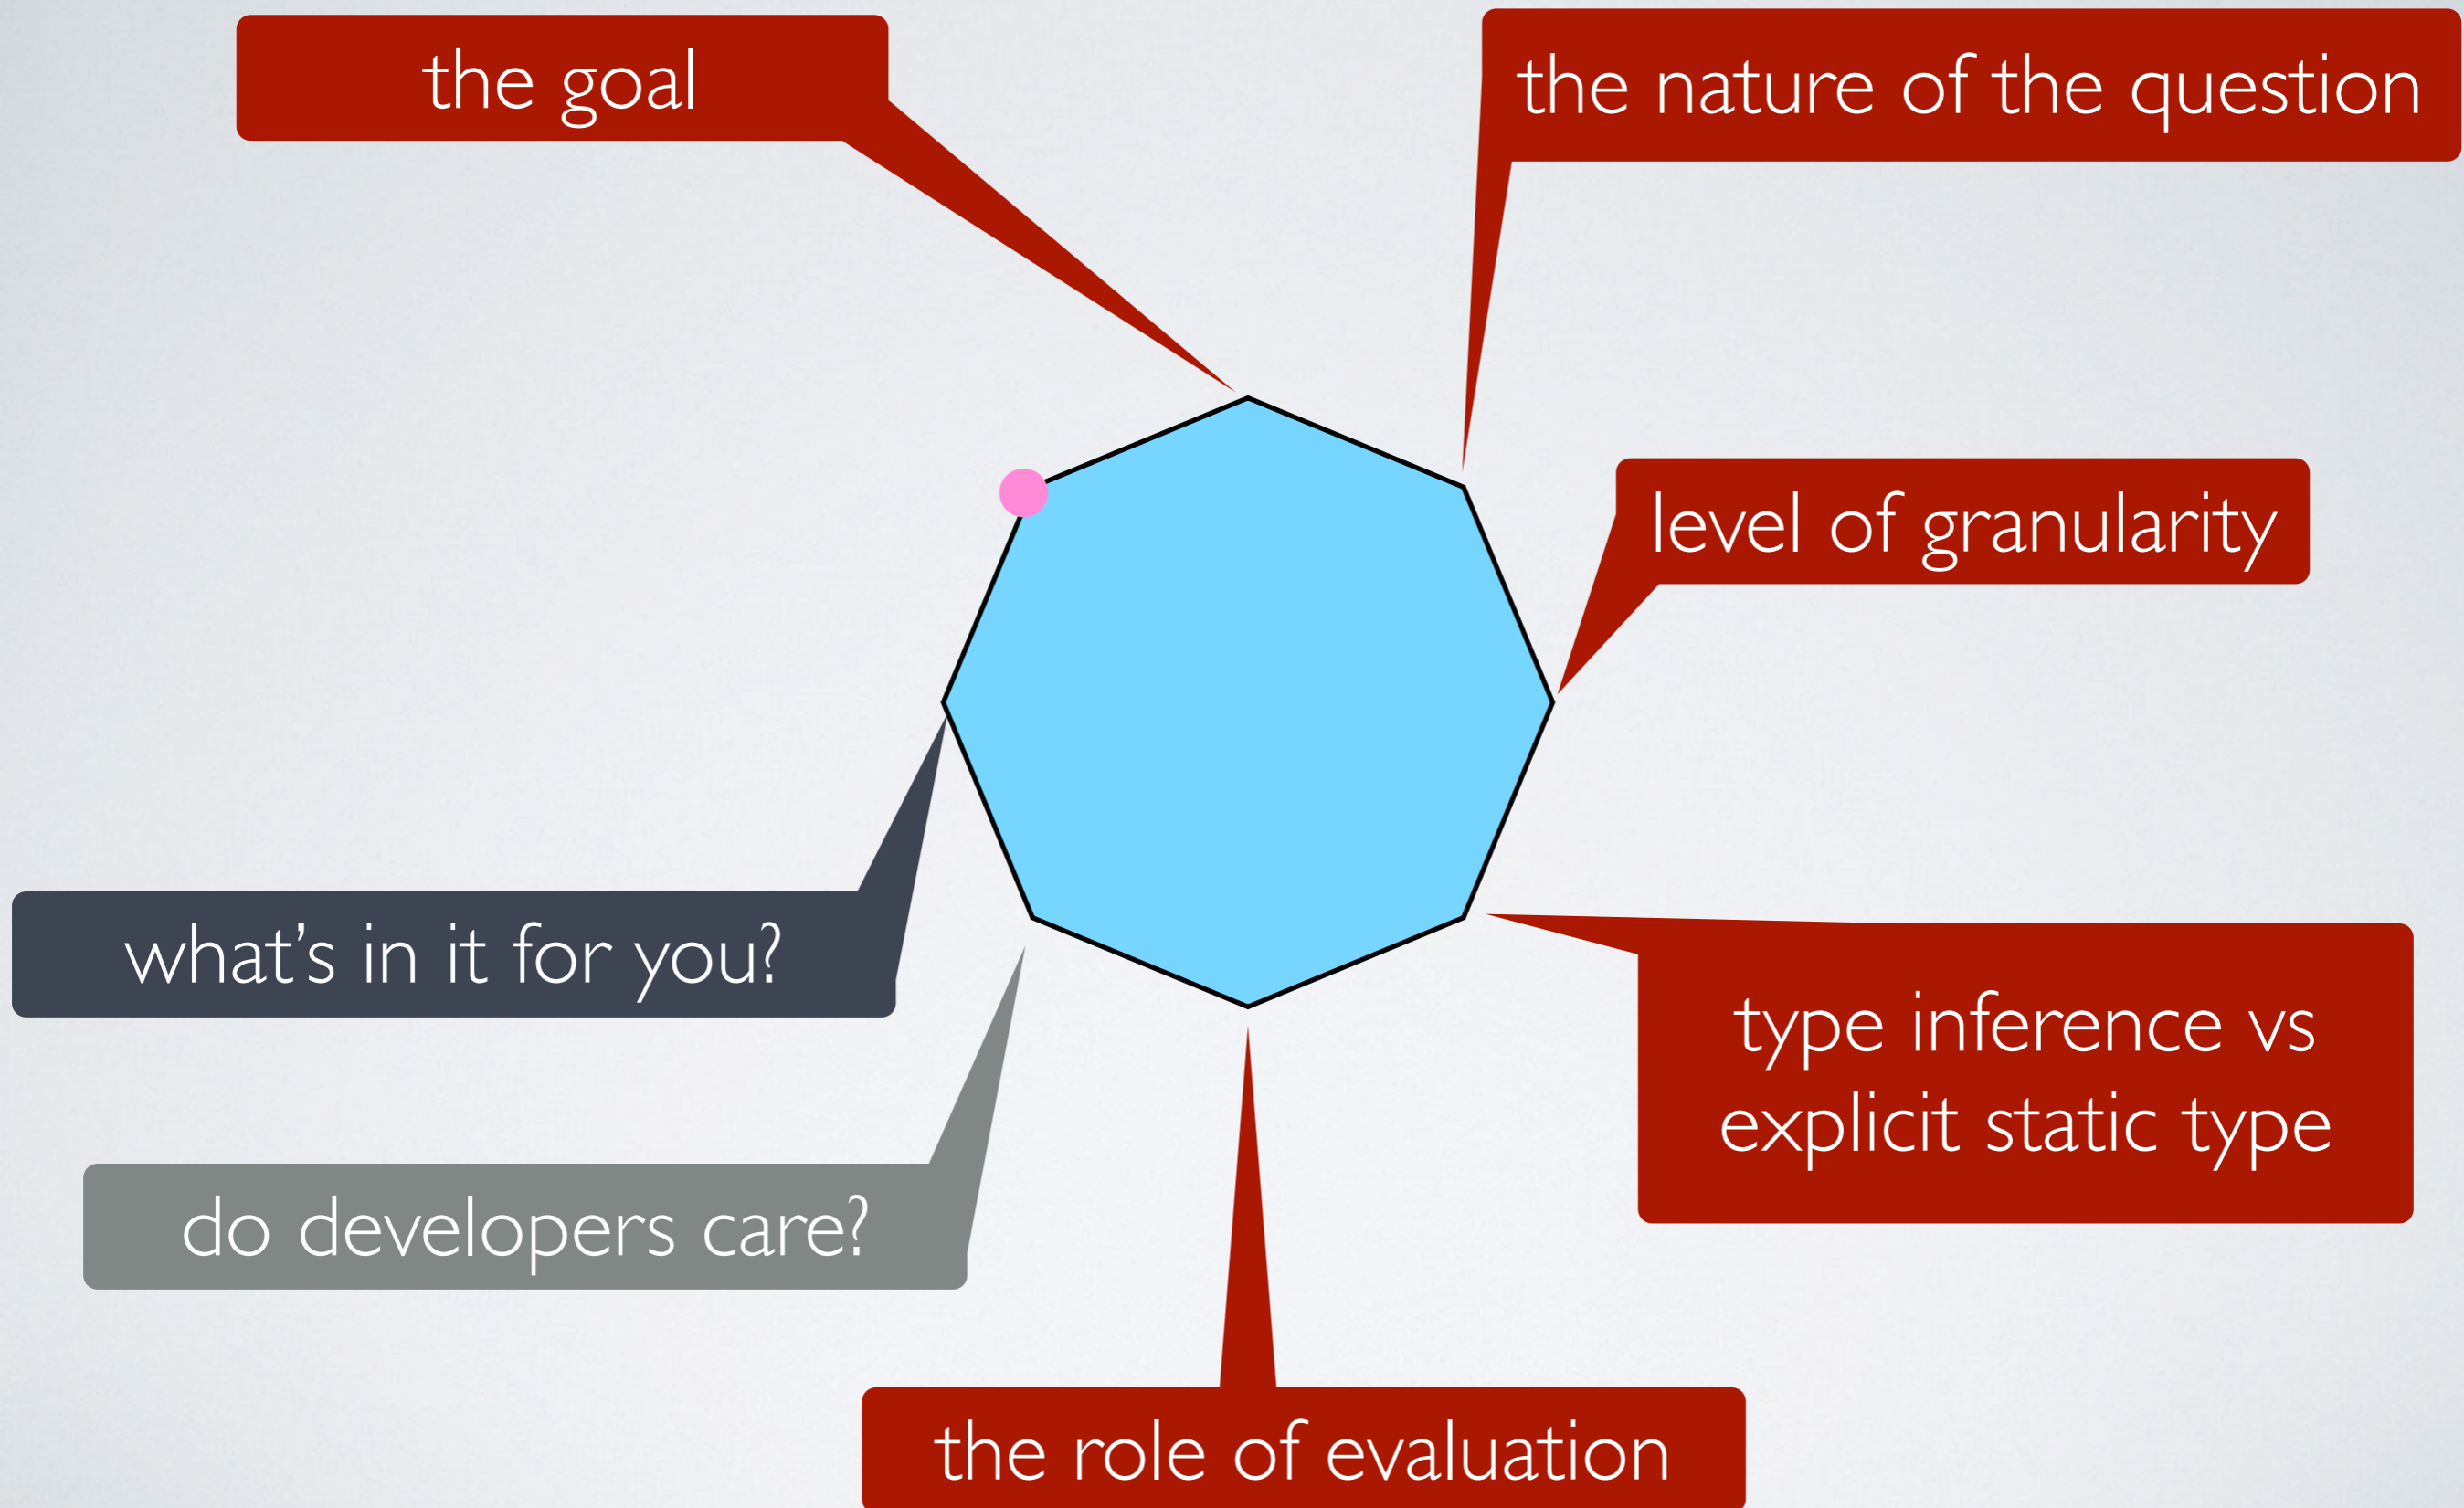 the goal
the nature of the question
level of granularity
what's in it for you?
type inference vs
explicit static type
do developers care?
the role of evaluation